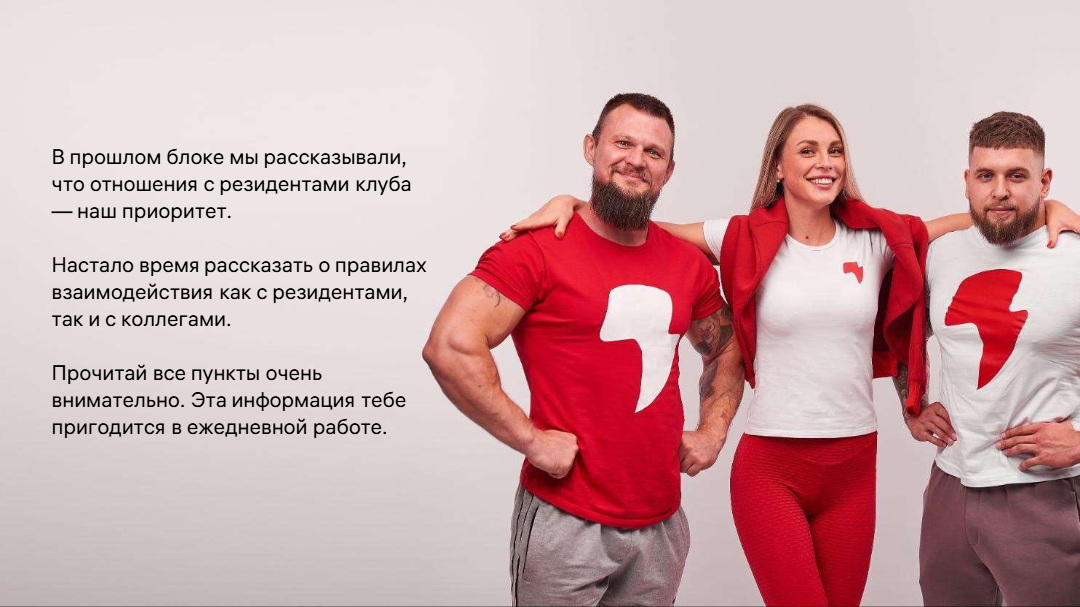 В прошлом блоке мы рассказывали,
что отношения с резидентами клуба
— наш приоритет.
Настало время рассказать о правилах
взаимодействия как с резидентами,
так и с коллегами.
Прочитай все пункты очень
внимательно. Эта информация тебе
пригодится в ежедневной работе.